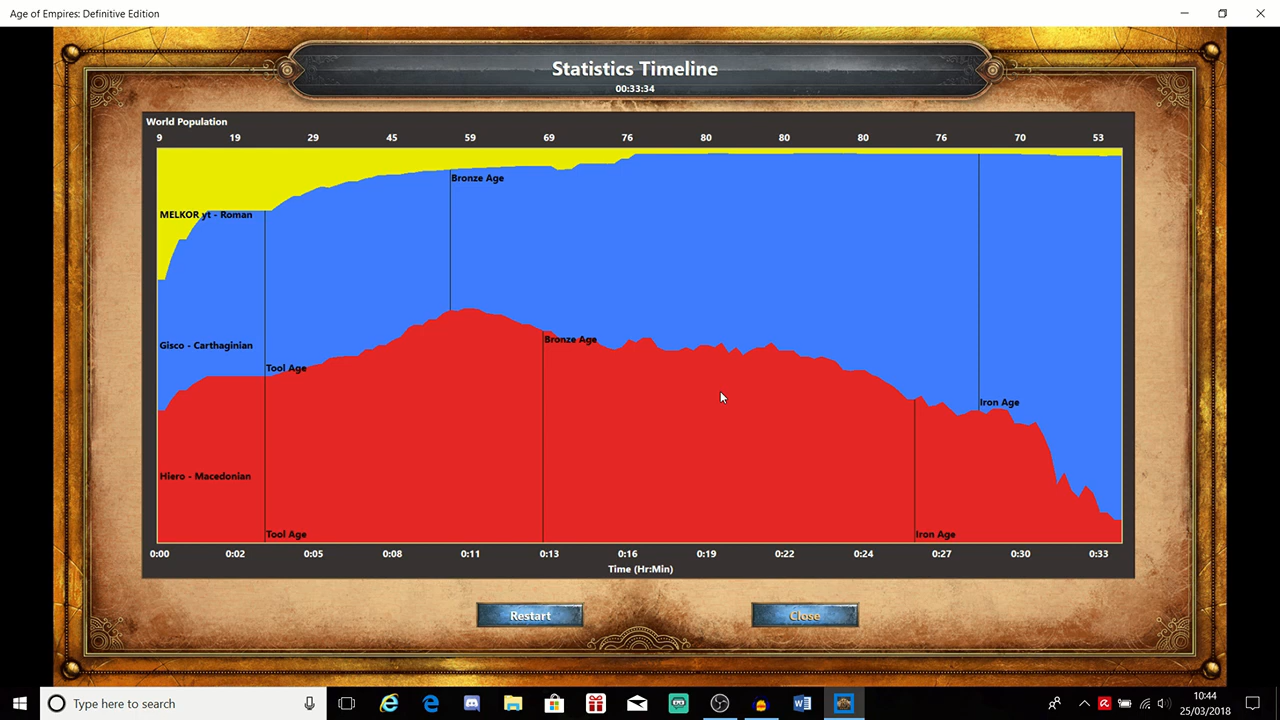 Age of Empires: Definitive Edition
Statistics Timeline
00:33:34
World Population
9 19 29 45 59 69 76 80 80 80 76 70 53
Bronze Age
MELKOR yt - Roman
Bronze Age
Gisco - Carthaginian
Tool Age
Iron Age
Hiero - Macedonian
Tool Age
Iron Age
0:00 0:02 0:05 0:08 0:11 0:13 0:16 0:19 0:22 0:24 0:27 0:30 0:33
Time (Hr:Min)
Restart
Close
Type here to search
10:44
25/03/2018